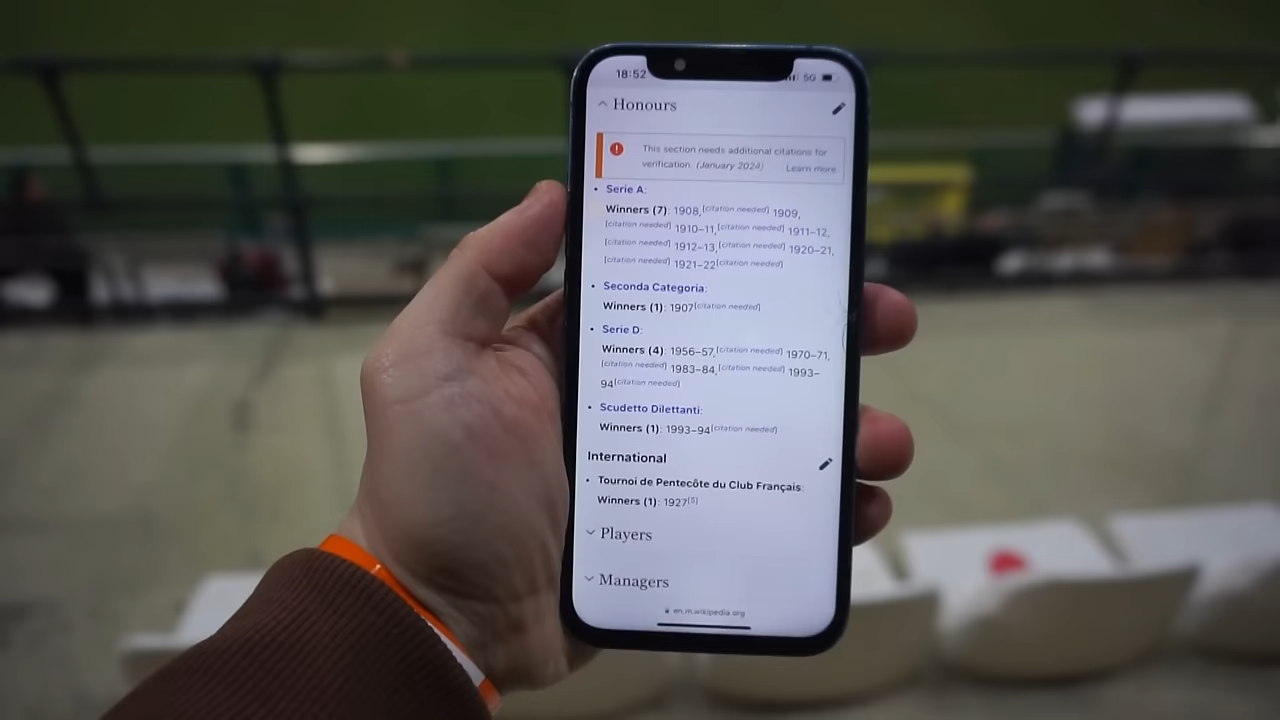 18:52
5G
Honours
This section needs additional citations for
verification. (January 2024)
Learn more
• Serie A:
Winners (7): 1908,[citation needed] 1909,
[citation needed] 1910–11,[citation needed] 1911–12,
[citation needed] 1912–13,[citation needed] 1920–21,
[citation needed] 1921–22[citation needed]
• Seconda Categoria:
Winners (1): 1907[citation needed]
• Serie D:
Winners (4): 1956–57,[citation needed] 1970–71,
[citation needed] 1983–84,[citation needed] 1993–
94[citation needed]
• Scudetto Dilettanti:
Winners (1): 1993–94[citation needed]
International
• Tournoi de Pentecôte du Club Français:
Winners (1): 1927[5]
Players
Managers
en.m.wikipedia.org